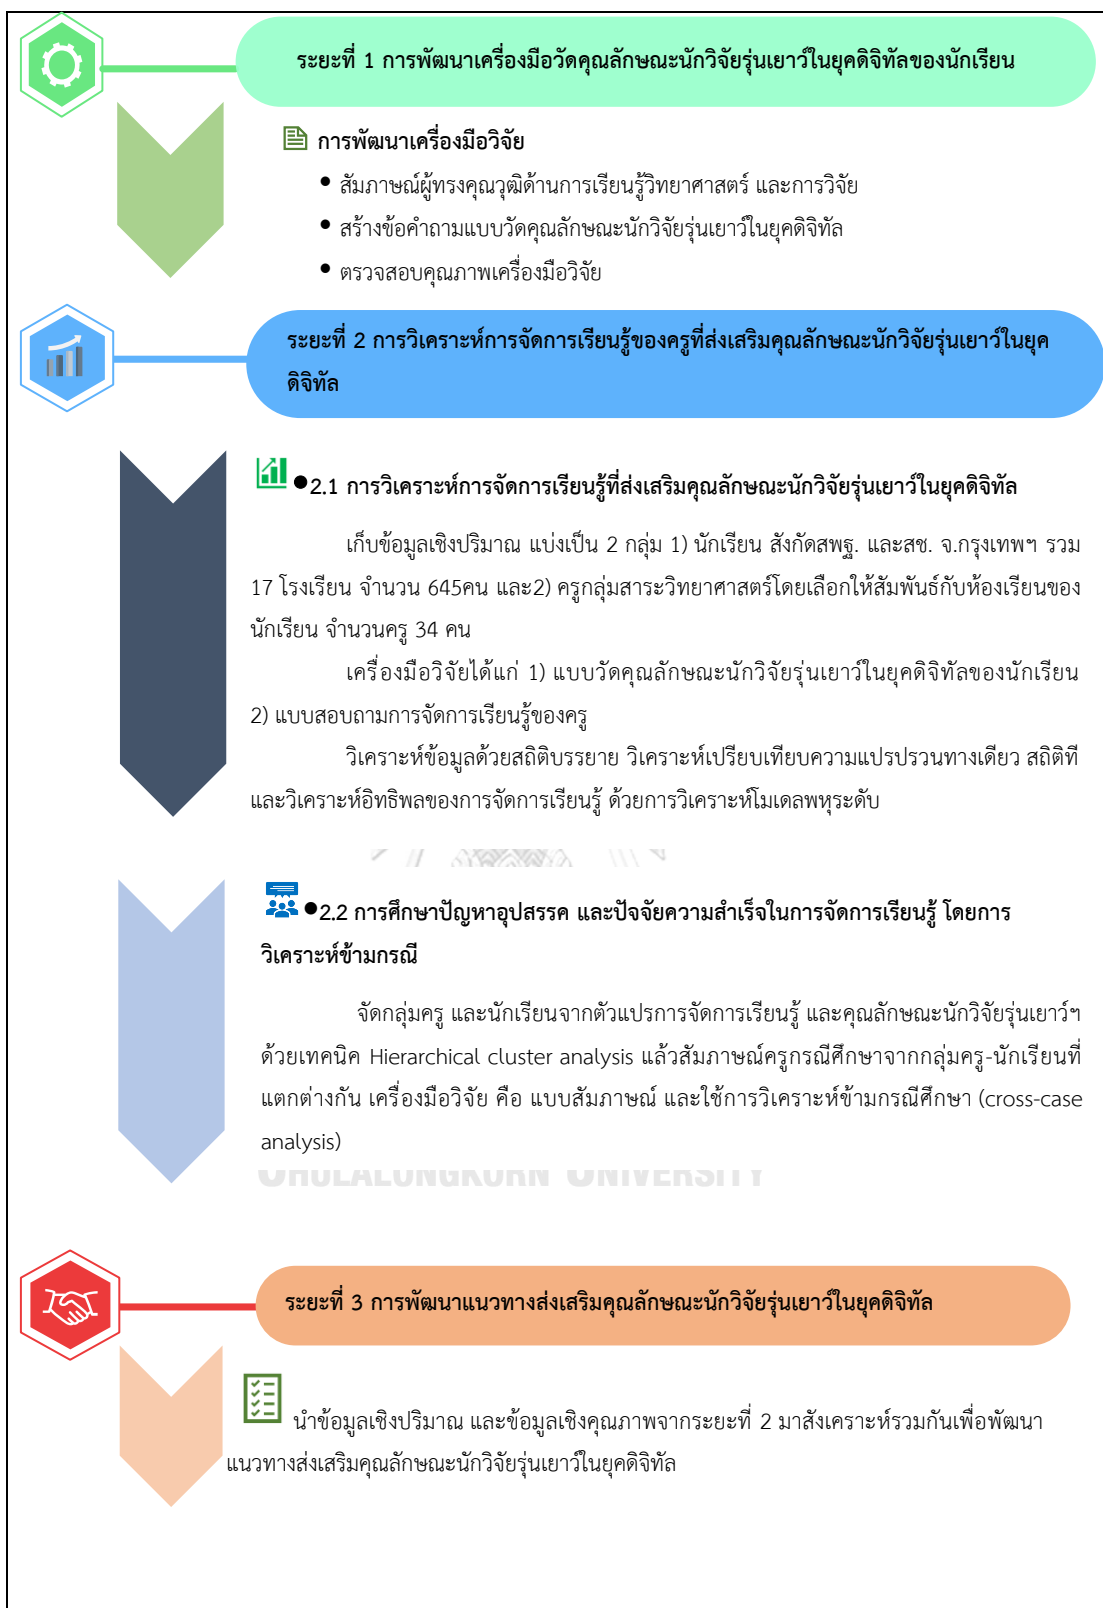 ระยะที่ 1 การพัฒนาเครื่องมือวัดคุณลักษณะนักวิจัยรุ่นเยาว์ในยุคดิจิทัลของนักเรียน
การพัฒนาเครื่องมือวิจัย
• สัมภาษณ์ผู้ทรงคุณวุฒิด้านการเรียนรู้วิทยาศาสตร์ และการวิจัย
• สร้างข้อคำถามแบบวัดคุณลักษณะนักวิจัยรุ่นเยาว์ในยุคดิจิทัล
• ตรวจสอบคุณภาพเครื่องมือวิจัย
ระยะที่ 2 การวิเคราะห์การจัดการเรียนรู้ของครูที่ส่งเสริมคุณลักษณะนักวิจัยรุ่นเยาว์ในยุค
ดิจิทัล
•2.1 การวิเคราะห์การจัดการเรียนรู้ที่ส่งเสริมคุณลักษณะนักวิจัยรุ่นเยาว์ในยุคดิจิทัล
เก็บข้อมูลเชิงปริมาณ แบ่งเป็น 2 กลุ่ม 1) นักเรียน สังกัดสพฐ. และสช. จ.กรุงเทพฯ รวม
17 โรงเรียน จำนวน 645คน และ2) ครูกลุ่มสาระวิทยาศาสตร์โดยเลือกให้สัมพันธ์กับห้องเรียนของ
นักเรียน จำนวนครู 34 คน
เครื่องมือวิจัยได้แก่ 1) แบบวัดคุณลักษณะนักวิจัยรุ่นเยาว์ในยุคดิจิทัลของนักเรียน
2) แบบสอบถามการจัดการเรียนรู้ของครู
วิเคราะห์ข้อมูลด้วยสถิติบรรยาย วิเคราะห์เปรียบเทียบความแปรปรวนทางเดียว สถิติที
และวิเคราะห์อิทธิพลของการจัดการเรียนรู้ ด้วยการวิเคราะห์โมเดลพหุระดับ
•2.2 การศึกษาปัญหาอุปสรรค และปัจจัยความสำเร็จในการจัดการเรียนรู้ โดยการ
วิเคราะห์ข้ามกรณี
จัดกลุ่มครู และนักเรียนจากตัวแปรการจัดการเรียนรู้ และคุณลักษณะนักวิจัยรุ่นเยาว์ฯ
ด้วยเทคนิค Hierarchical cluster analysis แล้วสัมภาษณ์ครูกรณีศึกษาจากกลุ่มครู-นักเรียนที่
แตกต่างกัน เครื่องมือวิจัย คือ แบบสัมภาษณ์ และใช้การวิเคราะห์ข้ามกรณีศึกษา (cross-case
analysis)
CHULALONGKORN UNIVERSITY
ระยะที่ 3 การพัฒนาแนวทางส่งเสริมคุณลักษณะนักวิจัยรุ่นเยาว์ในยุคดิจิทัล
นำข้อมูลเชิงปริมาณ และข้อมูลเชิงคุณภาพจากระยะที่ 2 มาสังเคราะห์รวมกันเพื่อพัฒนา
แนวทางส่งเสริมคุณลักษณะนักวิจัยรุ่นเยาว์ในยุคดิจิทัล